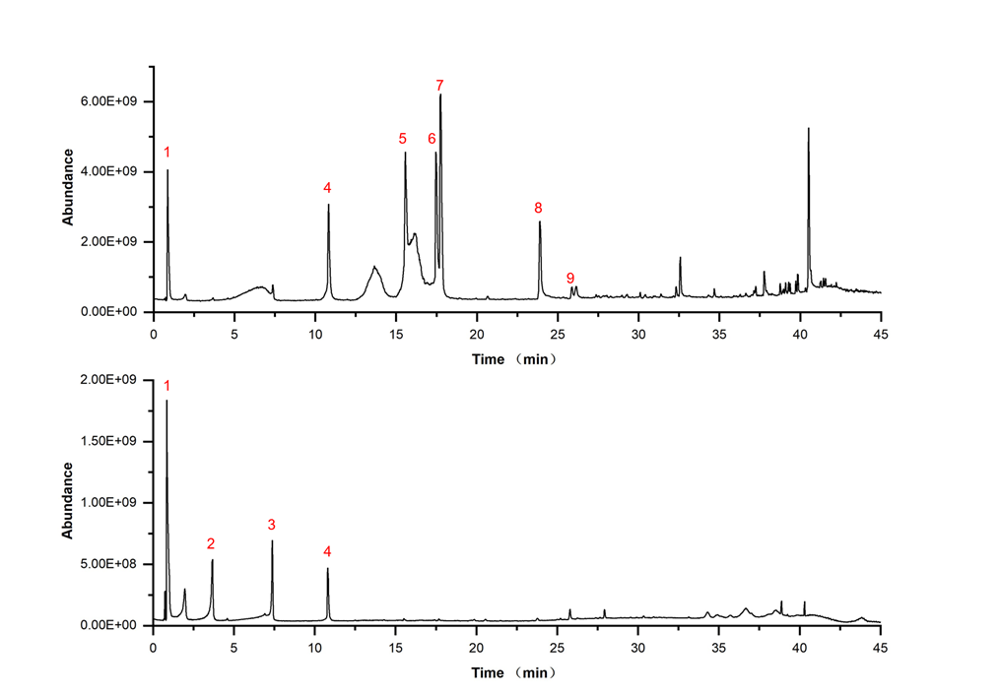 7
6.00E+09
5
6
1
4.00E+09
4
8
2.00E+09
9
0.00E+00
Abundance
0 5 10 15 20 25 30 35 40 45
Time （min）
2.00E+09
1
1.50E+09
1.00E+09
3
2
4
5.00E+08
0.00E+00
Abundance
0 5 10 15 20 25 30 35 40 45
Time （min）